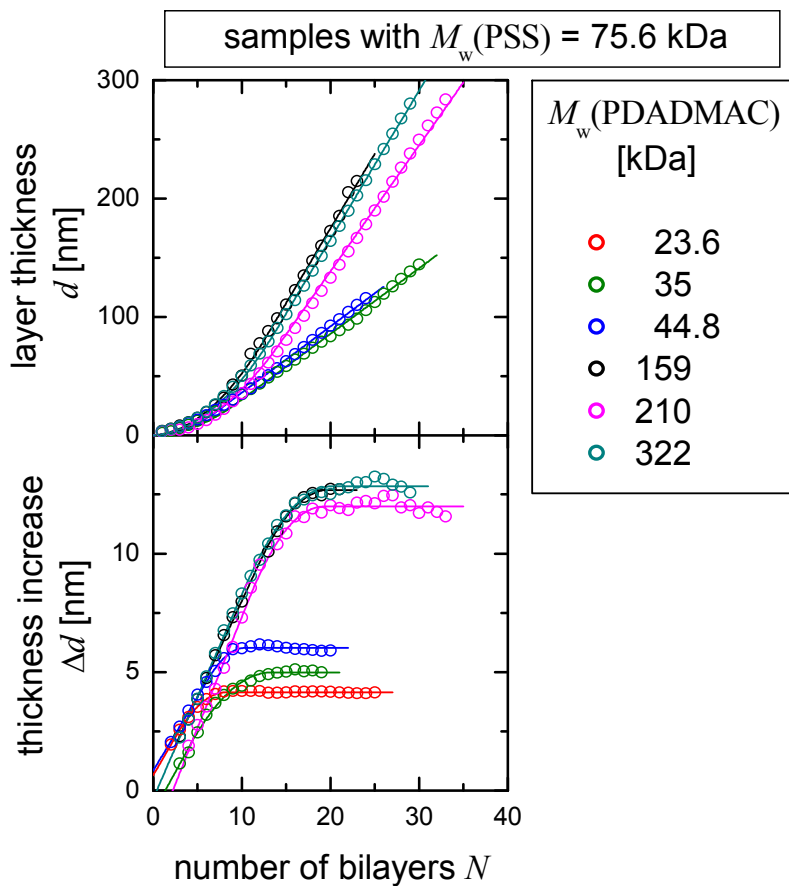 samples with M_w(PSS) = 75.6 kDa
layer thickness
d [nm]
300
200
100
0
thickness increase
Δd [nm]
10
5
0
0 10 20 30 40
number of bilayers N
M_w(PDADMAC)
[kDa]
23.6
35
44.8
159
210
322